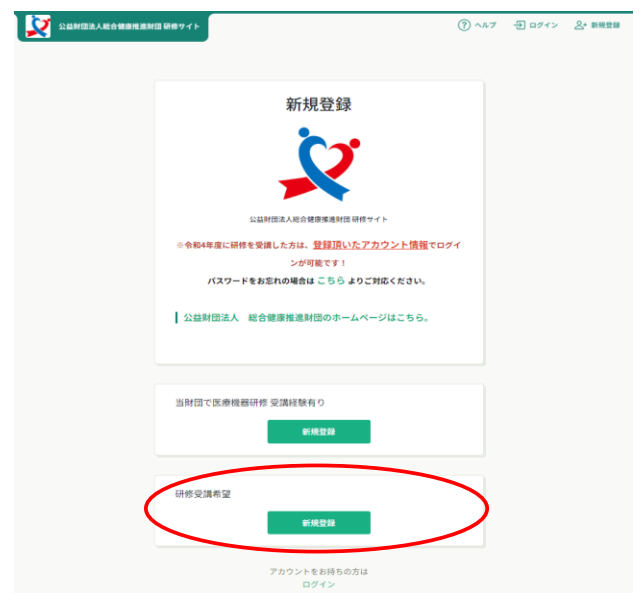 公益財団法人総合健康推進財団 研修サイト
ヘルプ
ログイン
新規登録
新規登録
公益財団法人総合健康推進財団 研修サイト
※令和4年度に研修を受講した方は、登録頂いたアカウント情報でログイ
ンが可能です！
パスワードをお忘れの場合は こちら よりご対応ください。
公益財団法人　総合健康推進財団のホームページはこちら。
当財団で医療機器研修 受講経験有り
新規登録
研修受講希望
新規登録
アカウントをお持ちの方は
ログイン